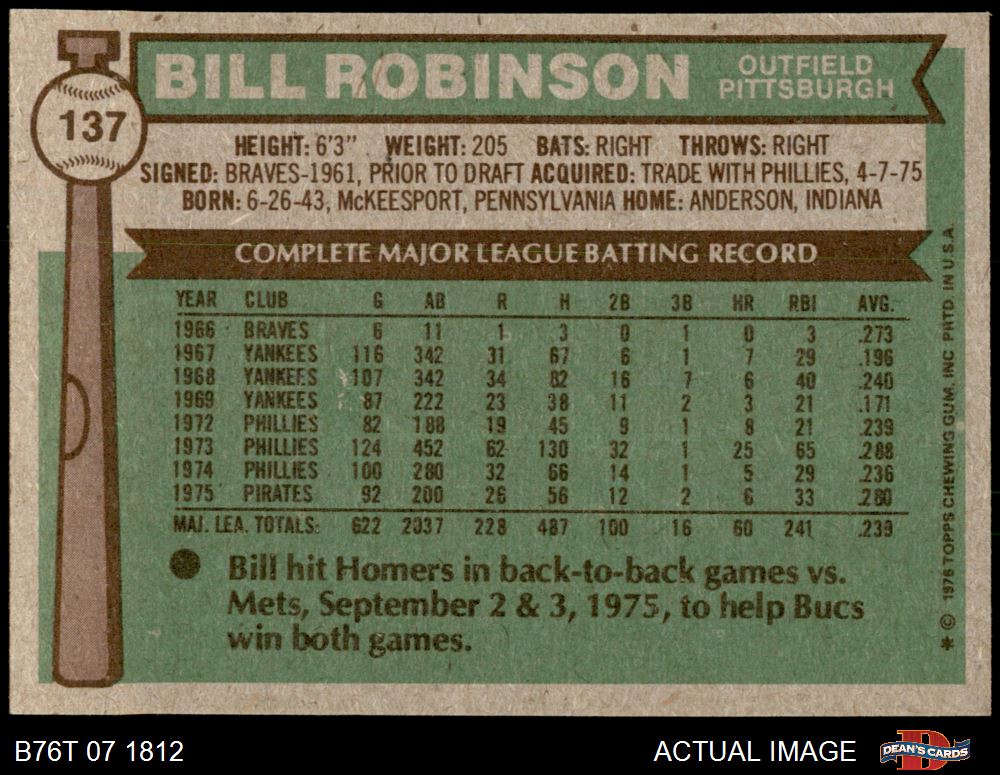 137
BILL ROBINSON
OUTFIELD
PITTSBURGH
HEIGHT: 6'3" WEIGHT: 205 BATS: RIGHT THROWS: RIGHT
SIGNED: BRAVES-1961, PRIOR TO DRAFT ACQUIRED: TRADE WITH PHILLIES, 4-7-75
BORN: 6-26-43, McKEESPORT, PENNSYLVANIA HOME: ANDERSON, INDIANA
COMPLETE MAJOR LEAGUE BATTING RECORD
YEAR CLUB G AB R H 2B 3B HR RBI AVG.
1966 BRAVES 6 11 1 3 0 1 0 3 .273
1967 YANKEES 116 342 31 67 6 1 7 29 .196
1968 YANKEES 107 342 34 82 16 7 6 40 .240
1969 YANKEES 87 222 23 38 11 2 3 21 .171
1972 PHILLIES 82 188 19 45 9 1 8 21 .239
1973 PHILLIES 124 452 62 130 32 1 25 65 .288
1974 PHILLIES 100 280 32 66 14 1 5 29 .236
1975 PIRATES 92 200 26 56 12 2 6 33 .280
MAJ. LEA. TOTALS: 622 2037 228 487 100 16 60 241 .239
Bill hit Homers in back-to-back games vs.
Mets, September 2 & 3, 1975, to help Bucs
win both games.
* © 1976 TOPPS CHEWING GUM, INC PRTD. IN U.S.A.
B76T 07 1812
ACTUAL IMAGE
D
DEAN'S CARDS